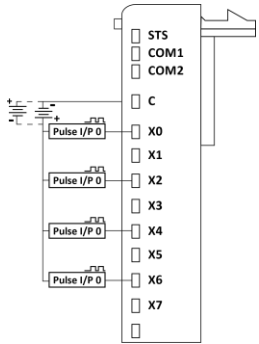 STS
COM1
COM2
+ -
C
- +
Pulse I/P 0 X0
X1
Pulse I/P 0 X2
X3
Pulse I/P 0 X4
X5
Pulse I/P 0 X6
X7